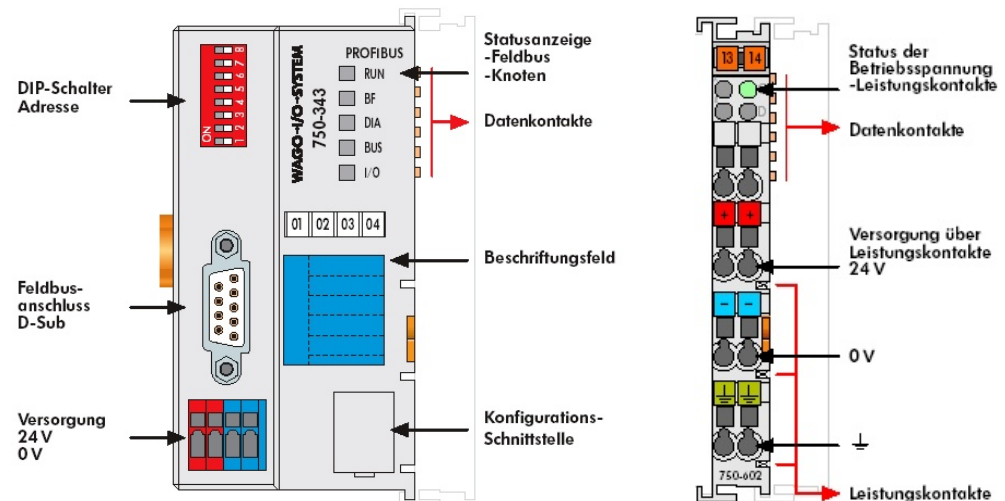 DIP-Schalter
Adresse
Feldbus-
anschluss
D-Sub
Versorgung
24 V
0 V
ON
1 2 3 4 5 6 7 8
WAGO-I/O-SYSTEM
750-343
PROFIBUS
RUN
BF
DIA
BUS
I/O
01 02 03 04
Statusanzeige
-Feldbus
-Knoten
Datenkontakte
Beschriftungsfeld
Konfigurations-
Schnittstelle
13 14
D
+ +
- -
750-602
Status der
Betriebsspannung
-Leistungskontakte
Datenkontakte
Versorgung über
Leistungskontakte
24 V
0 V
Leistungskontakte